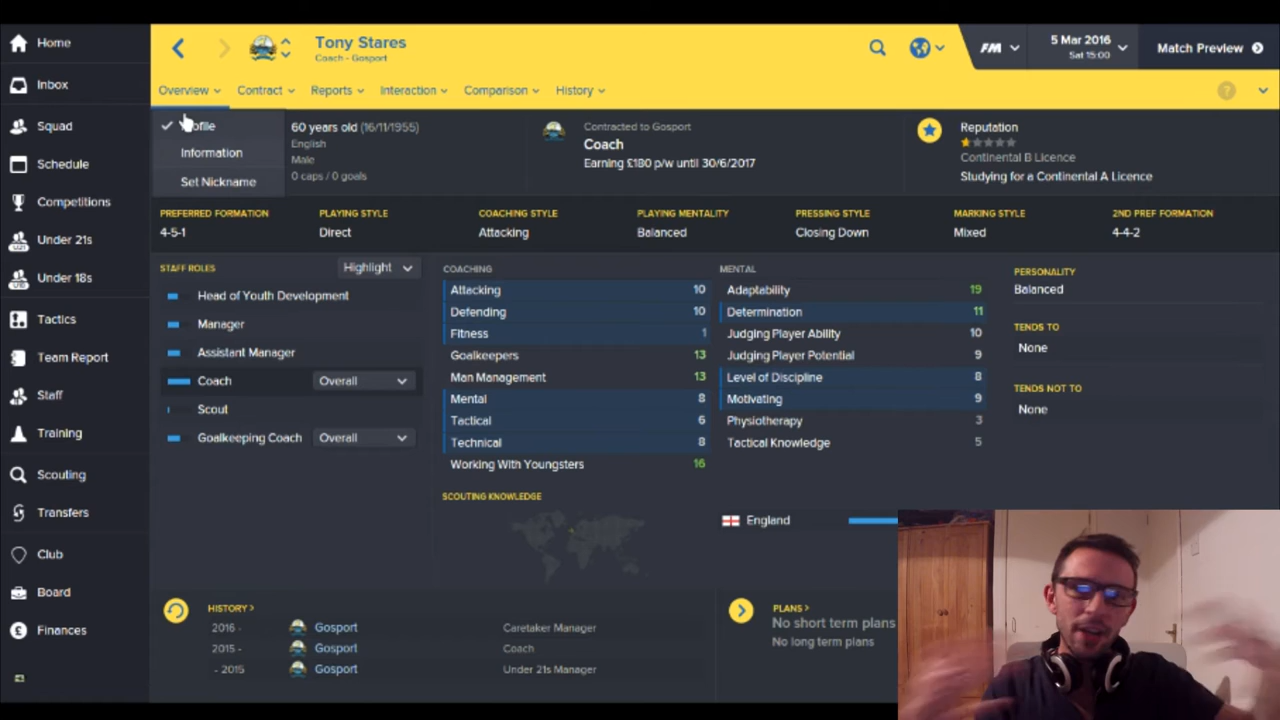 Home
Inbox
Squad
Schedule
Competitions
Under 21s
Under 18s
Tactics
Team Report
Staff
Training
Scouting
Transfers
Club
Board
Finances
Tony Stares
Coach - Gosport
FM
5 Mar 2016
Sat 15:00
Match Preview
Overview
Contract
Reports
Interaction
Comparison
History
?
Information
Set Nickname
60 years old (16/11/1955)
English
Male
0 caps / 0 goals
Contracted to Gosport
Coach
Earning £180 p/w until 30/6/2017
Reputation
Continental B Licence
Studying for a Continental A Licence
PREFERRED FORMATION
4-5-1
PLAYING STYLE
Direct
COACHING STYLE
Attacking
PLAYING MENTALITY
Balanced
PRESSING STYLE
Closing Down
MARKING STYLE
Mixed
2ND PREF FORMATION
4-4-2
STAFF ROLES
Highlight
Head of Youth Development
Manager
Assistant Manager
Coach Overall
Scout
Goalkeeping Coach Overall
COACHING
Attacking 10
Defending 10
Fitness 1
Goalkeepers 13
Man Management 13
Mental 8
Tactical 6
Technical 8
Working With Youngsters 16
MENTAL
Adaptability 19
Determination 11
Judging Player Ability 10
Judging Player Potential 9
Level of Discipline 8
Motivating 9
Physiotherapy 3
Tactical Knowledge 5
PERSONALITY
Balanced
TENDS TO
None
TENDS NOT TO
None
SCOUTING KNOWLEDGE
England
HISTORY >
2016 - Gosport Caretaker Manager
2015 - Gosport Coach
- 2015 Gosport Under 21s Manager
PLANS >
No short term plans
No long term plans